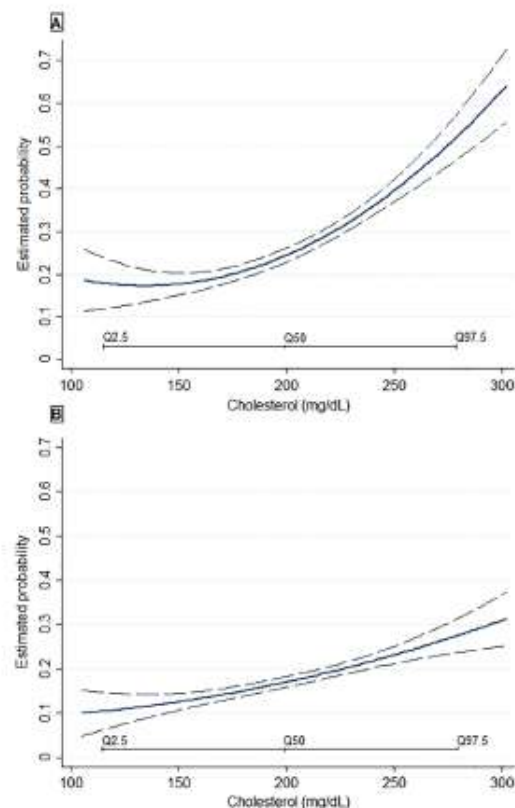 A
0.7
0.6
0.5
0.4
0.3
0.2
0.1
0
Estimated probability
Q2.5 Q50 Q97.5
100 150 200 250 300
Cholesterol (mg/dL)
B
0.7
0.6
0.5
0.4
0.3
0.2
0.1
0
Estimated probability
Q2.5 Q50 Q97.5
100 150 200 250 300
Cholesterol (mg/dL)